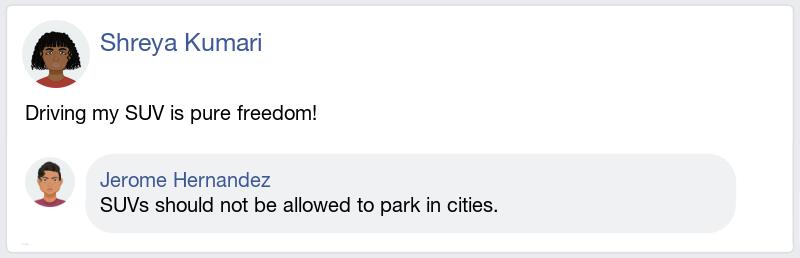 Shreya Kumari
Driving my SUV is pure freedom!
Jerome Hernandez
SUVs should not be allowed to park in cities.